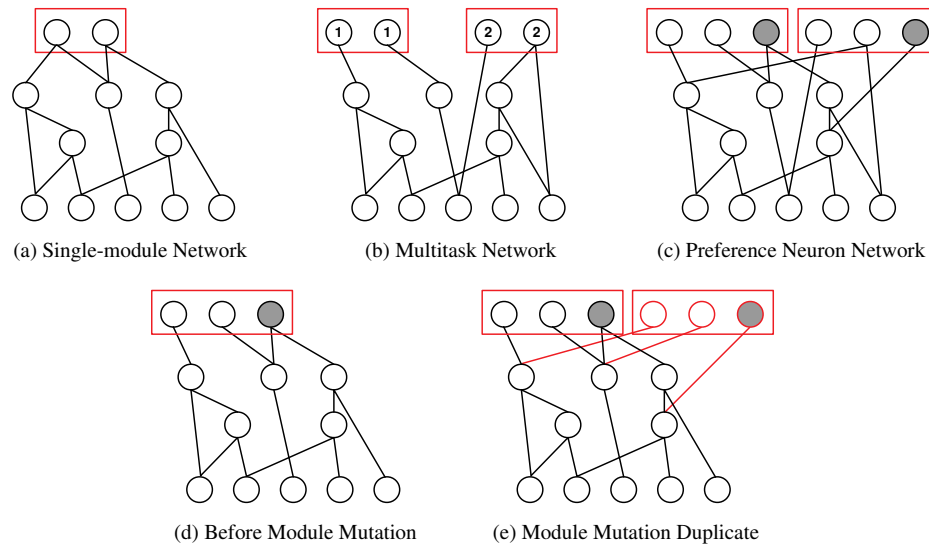 1 1 2 2
(a) Single-module Network
(b) Multitask Network
(c) Preference Neuron Network
(d) Before Module Mutation
(e) Module Mutation Duplicate